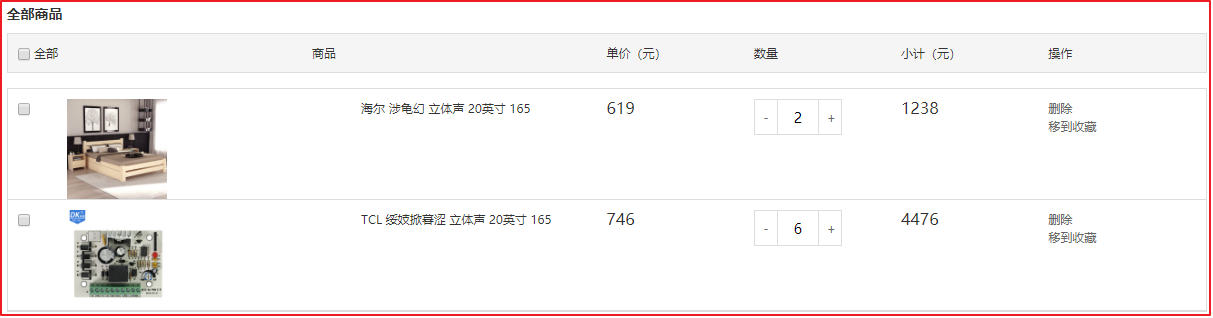 全部商品
全部 商品 单价（元） 数量 小计（元） 操作
海尔 涉龟幻 立体声 20英寸 165 619 - 2 + 1238 删除
移到收藏
DK
TCL 绥妓掀春涩 立体声 20英寸 165 746 - 6 + 4476 删除
移到收藏